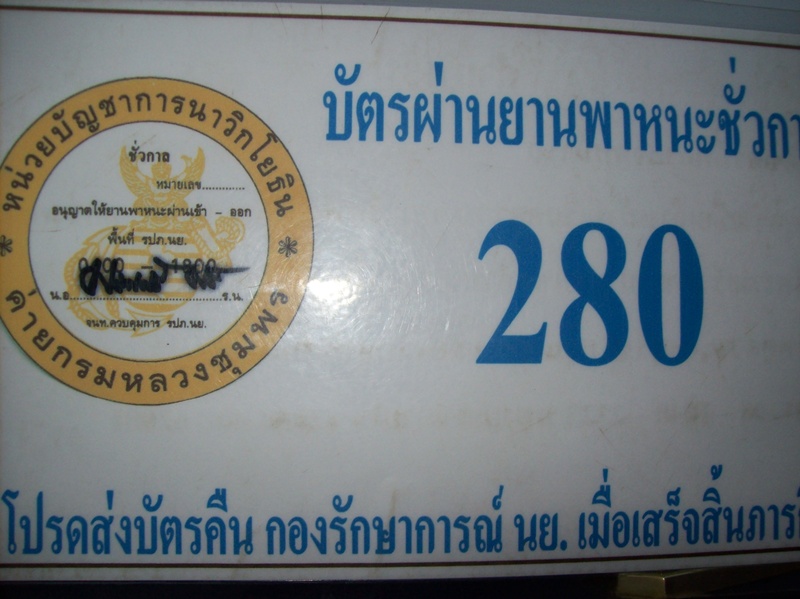 บัตรผ่านยานพาหนะชั่วกา
หน่วยบัญชาการนาวิกโยธิน
ชั่วกาล
หมายเลข.............
อนุญาตให้ยานพาหนะผ่านเข้า - ออก
พื้นที่ รปภ.นย.
น.อ. ร.น.
จนท.ควบคุมการ รปภ.นย.
ค่ายกรมหลวงชุมพร
280
โปรดส่งบัตรคืน กองรักษาการณ์ นย. เมื่อเสร็จสิ้นภาร